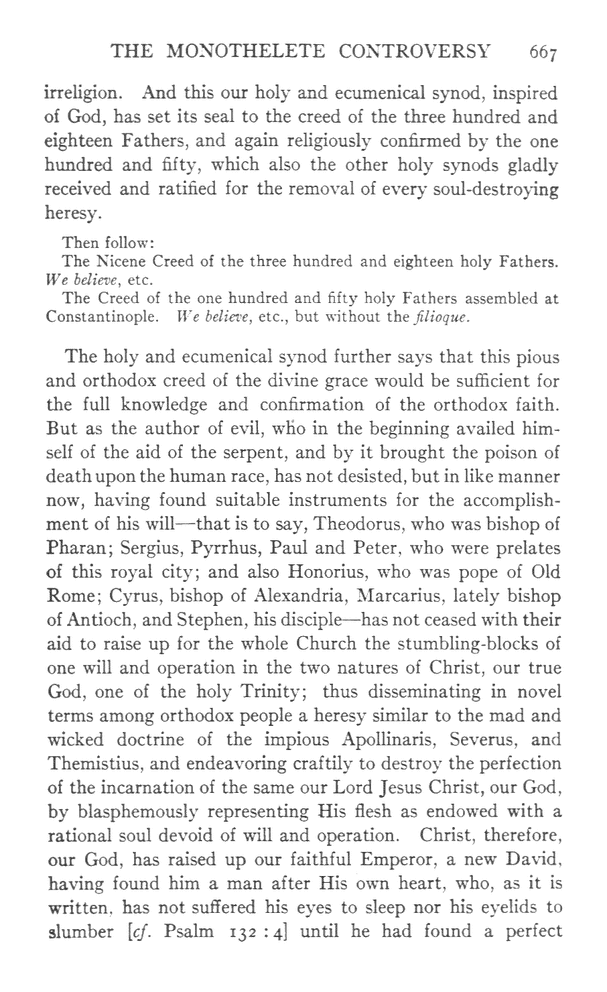 THE MONOTHELETE CONTROVERSY 667
irreligion. And this our holy and ecumenical synod, inspired
of God, has set its seal to the creed of the three hundred and
eighteen Fathers, and again religiously confirmed by the one
hundred and fifty, which also the other holy synods gladly
received and ratified for the removal of every soul-destroying
heresy.
Then follow:
The Nicene Creed of the three hundred and eighteen holy Fathers.
We believe, etc.
The Creed of the one hundred and fifty holy Fathers assembled at
Constantinople. We believe, etc., but without the filioque.
The holy and ecumenical synod further says that this pious
and orthodox creed of the divine grace would be sufficient for
the full knowledge and confirmation of the orthodox faith.
But as the author of evil, who in the beginning availed him-
self of the aid of the serpent, and by it brought the poison of
death upon the human race, has not desisted, but in like manner
now, having found suitable instruments for the accomplish-
ment of his will—that is to say, Theodorus, who was bishop of
Pharan; Sergius, Pyrrhus, Paul and Peter, who were prelates
of this royal city; and also Honorius, who was pope of Old
Rome; Cyrus, bishop of Alexandria, Marcarius, lately bishop
of Antioch, and Stephen, his disciple—has not ceased with their
aid to raise up for the whole Church the stumbling-blocks of
one will and operation in the two natures of Christ, our true
God, one of the holy Trinity; thus disseminating in novel
terms among orthodox people a heresy similar to the mad and
wicked doctrine of the impious Apollinaris, Severus, and
Themistius, and endeavoring craftily to destroy the perfection
of the incarnation of the same our Lord Jesus Christ, our God,
by blasphemously representing His flesh as endowed with a
rational soul devoid of will and operation. Christ, therefore,
our God, has raised up our faithful Emperor, a new David,
having found him a man after His own heart, who, as it is
written, has not suffered his eyes to sleep nor his eyelids to
slumber [cf. Psalm 132 : 4] until he had found a perfect